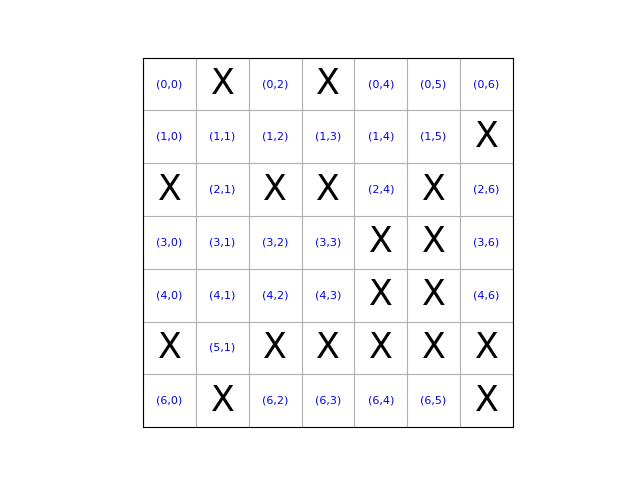 (0,0) X (0,2) X (0,4) (0,5) (0,6)
(1,0) (1,1) (1,2) (1,3) (1,4) (1,5) X
X (2,1) X X (2,4) X (2,6)
(3,0) (3,1) (3,2) (3,3) X X (3,6)
(4,0) (4,1) (4,2) (4,3) X X (4,6)
X (5,1) X X X X X
(6,0) X (6,2) (6,3) (6,4) (6,5) X